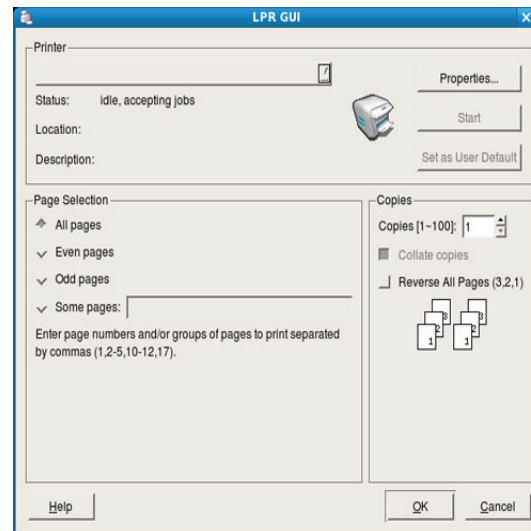 LPR GUI
Printer
Properties...
Status: idle, accepting jobs
Start
Location:
Description:
Set as User Default
Page Selection
All pages
Even pages
Odd pages
Some pages:
Enter page numbers and/or groups of pages to print separated
by commas (1,2-5,10-12,17).
Copies
Copies [1~100]: 1
Collate copies
Reverse All Pages (3,2,1)
3 3
2 2
1 1
Help
OK
Cancel